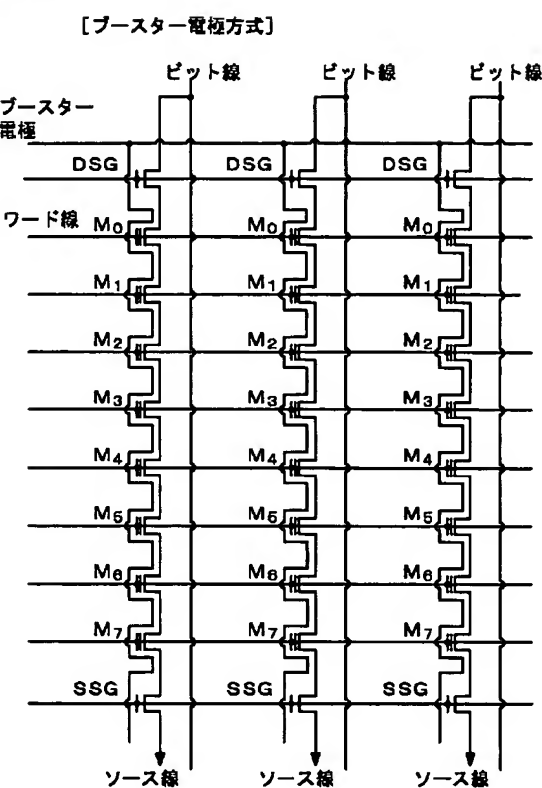 [ブースター電極方式]
ビット線 ビット線 ビット線
ブースター
電極
DSG DSG DSG
ワード線 M0 M0 M0
M1 M1 M1
M2 M2 M2
M3 M3 M3
M4 M4 M4
M5 M5 M5
M6 M6 M6
M7 M7 M7
SSG SSG SSG
ソース線 ソース線 ソース線